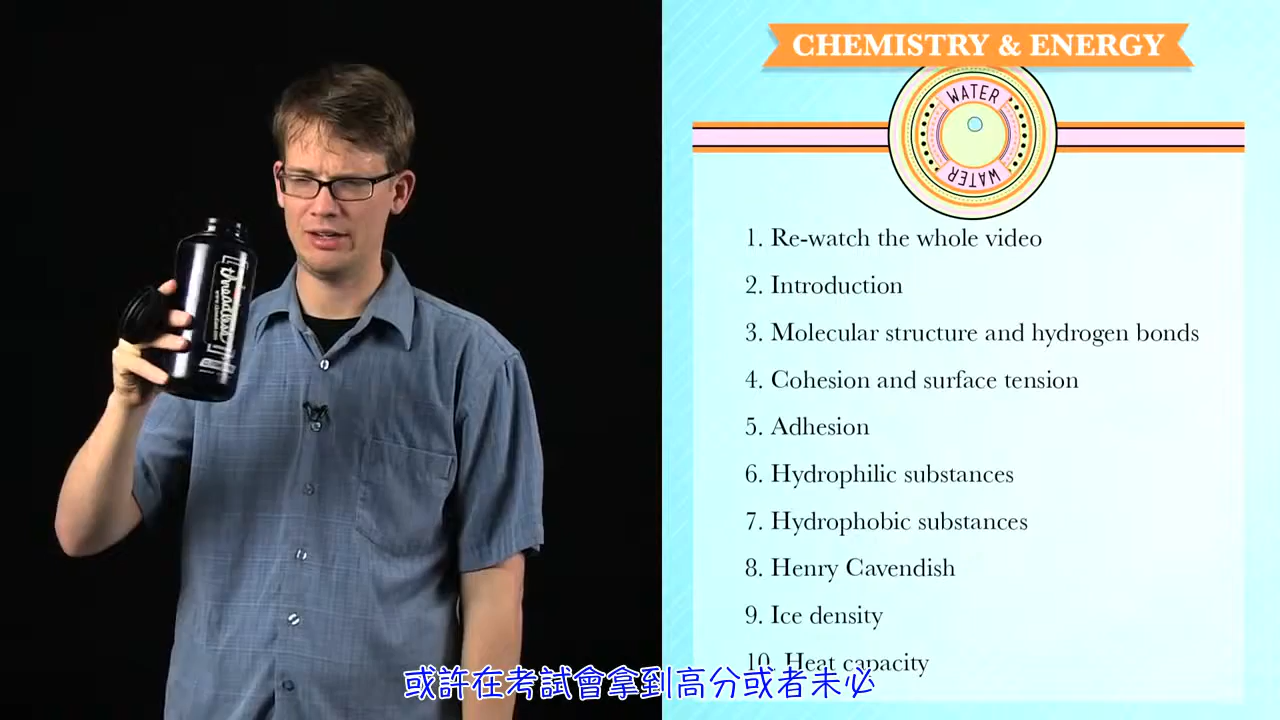 CHEMISTRY & ENERGY
WATER
WATER
1. Re-watch the whole video
2. Introduction
3. Molecular structure and hydrogen bonds
4. Cohesion and surface tension
5. Adhesion
6. Hydrophilic substances
7. Hydrophobic substances
8. Henry Cavendish
9. Ice density
10. Heat capacity
threadless
或許在考試會拿到高分或者未必